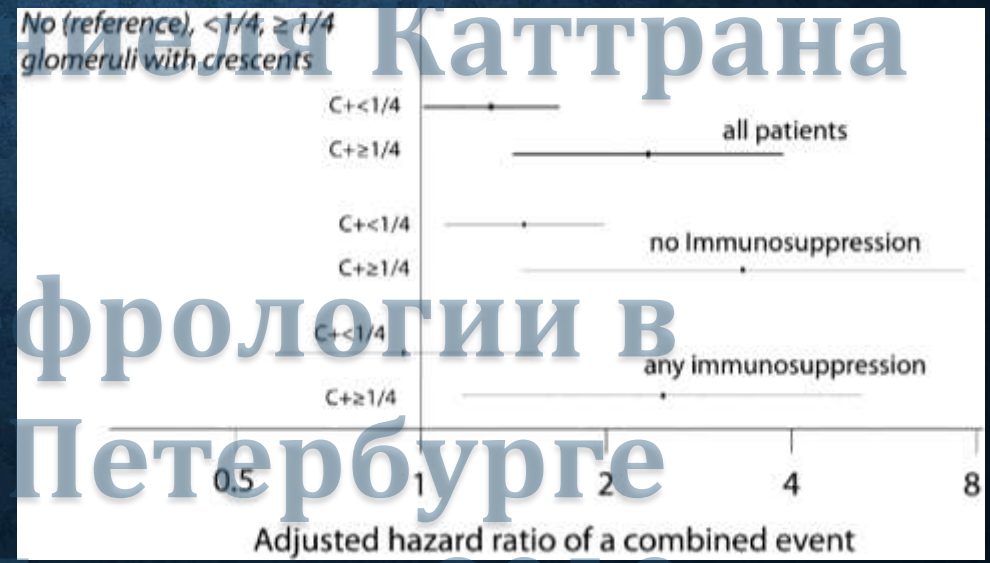 No (reference), <1/4, ≥ 1/4
иеля Каттрана
glomeruli with crescents
C+<1/4
all patients
C+≥1/4
C+<1/4
no Immunosuppression
C+≥1/4
фрологии в
C+<1/4
any immunosuppression
C+≥1/4
Петербурге
0.5 1 2 4 8
Adjusted hazard ratio of a combined event